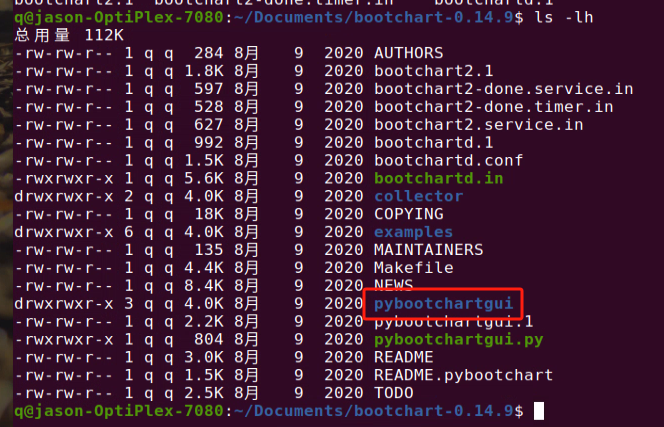 bootchart2.1  bootchart2-done.timer.in    bootchartd.1
q@jason-OptiPlex-7080:~/Documents/bootchart-0.14.9$ ls -lh
总用量 112K
-rw-rw-r-- 1 q q  284 8月   9  2020 AUTHORS
-rw-rw-r-- 1 q q 1.8K 8月   9  2020 bootchart2.1
-rw-rw-r-- 1 q q  597 8月   9  2020 bootchart2-done.service.in
-rw-rw-r-- 1 q q  528 8月   9  2020 bootchart2-done.timer.in
-rw-rw-r-- 1 q q  627 8月   9  2020 bootchart2.service.in
-rw-rw-r-- 1 q q  992 8月   9  2020 bootchartd.1
-rw-rw-r-- 1 q q 1.5K 8月   9  2020 bootchartd.conf
-rwxrwxr-x 1 q q 5.6K 8月   9  2020 bootchartd.in
drwxrwxr-x 2 q q 4.0K 8月   9  2020 collector
-rw-rw-r-- 1 q q  18K 8月   9  2020 COPYING
drwxrwxr-x 6 q q 4.0K 8月   9  2020 examples
-rw-rw-r-- 1 q q  135 8月   9  2020 MAINTAINERS
-rw-rw-r-- 1 q q 4.4K 8月   9  2020 Makefile
-rw-rw-r-- 1 q q 8.4K 8月   9  2020 NEWS
drwxrwxr-x 3 q q 4.0K 8月   9  2020 pybootchartgui
-rw-rw-r-- 1 q q 2.2K 8月   9  2020 pybootchartgui.1
-rwxrwxr-x 1 q q  804 8月   9  2020 pybootchartgui.py
-rw-rw-r-- 1 q q 3.0K 8月   9  2020 README
-rw-rw-r-- 1 q q 1.5K 8月   9  2020 README.pybootchart
-rw-rw-r-- 1 q q 2.5K 8月   9  2020 TODO
q@jason-OptiPlex-7080:~/Documents/bootchart-0.14.9$